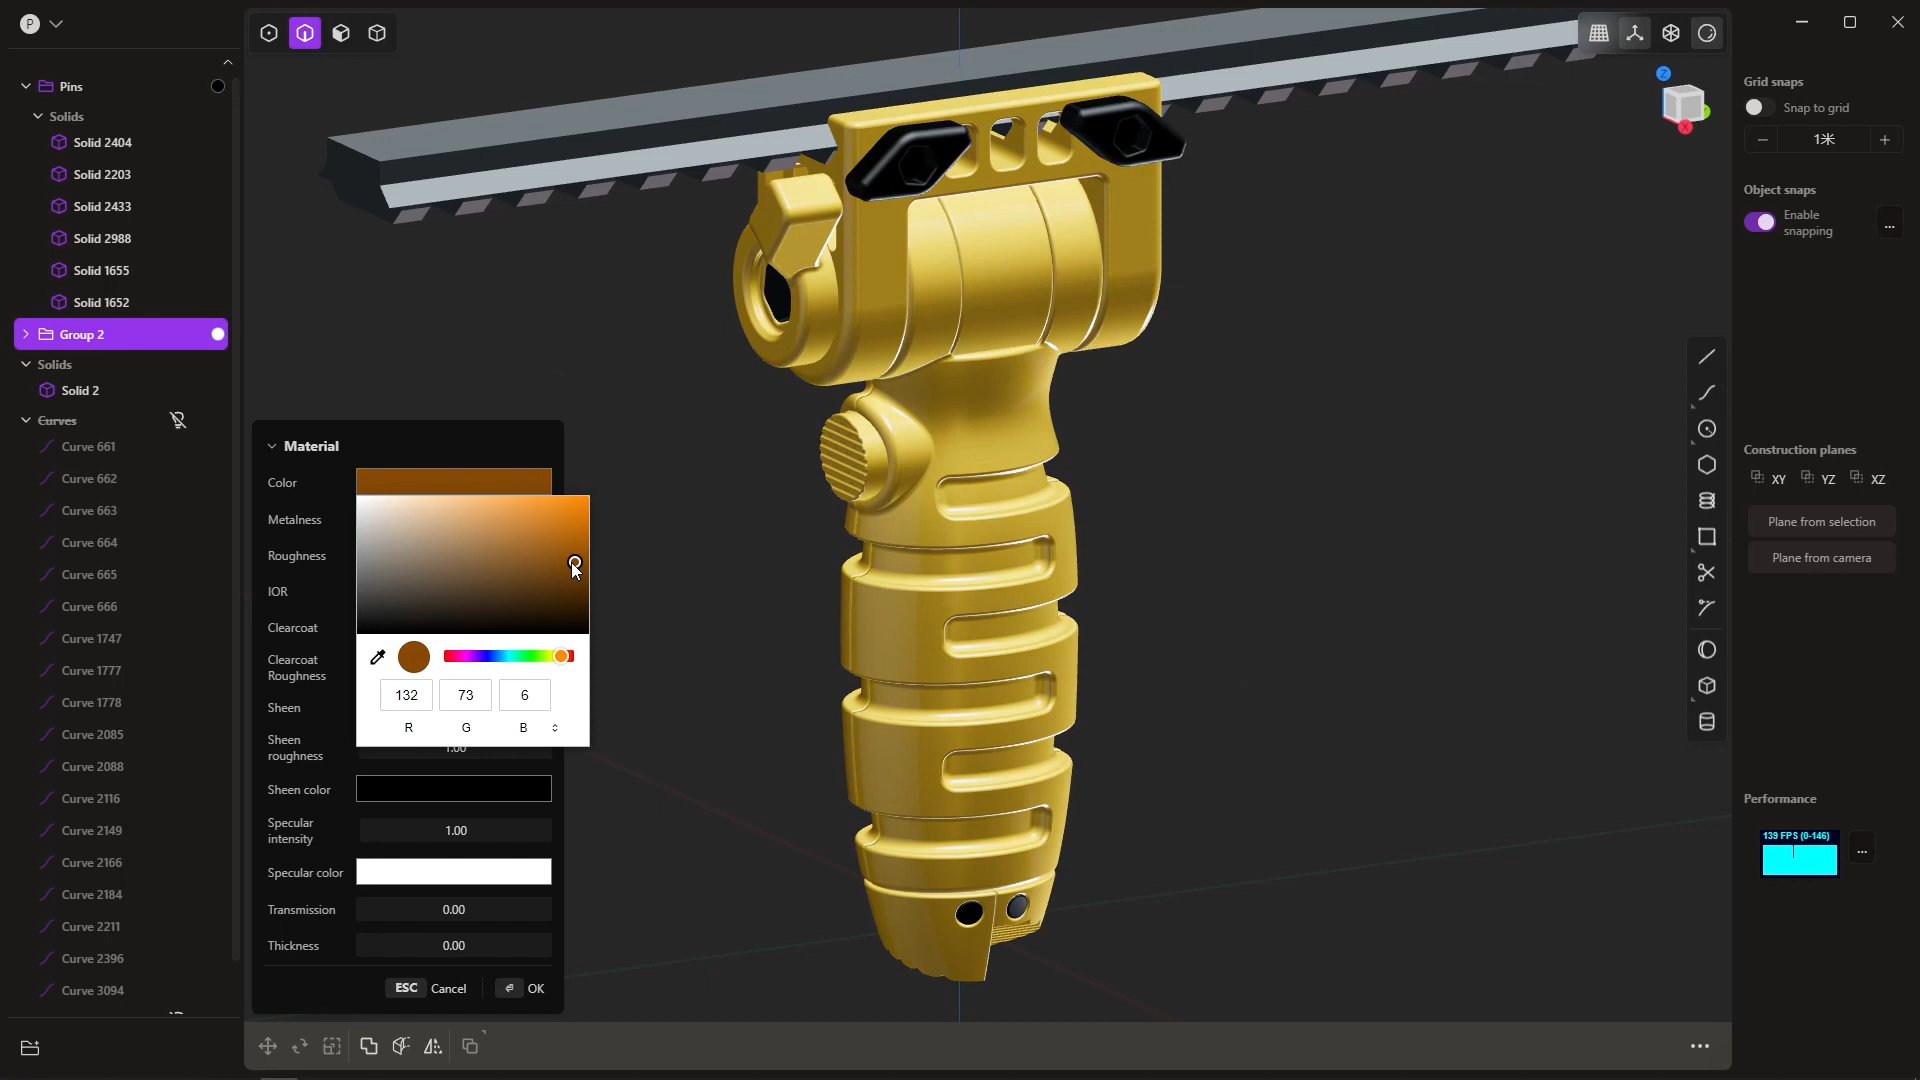 P
Pins
Solids
Solid 2404
Solid 2203
Solid 2433
Solid 2988
Solid 1655
Solid 1652
Group 2
Solids
Solid 2
Curves
Curve 661
Curve 662
Curve 663
Curve 664
Curve 665
Curve 666
Curve 1747
Curve 1777
Curve 1778
Curve 2085
Curve 2088
Curve 2116
Curve 2149
Curve 2166
Curve 2184
Curve 2211
Curve 2396
Curve 3094
Material
Color
Metalness
Roughness
IOR
Clearcoat
Clearcoat
Roughness
Sheen
Sheen
roughness
1.00
Sheen color
Specular
intensity
1.00
Specular color
Transmission
0.00
Thickness
0.00
ESC Cancel
OK
132
73
6
R
G
B
Z
X
Grid snaps
Snap to grid
1米
Object snaps
Enable
snapping
...
Construction planes
XY
YZ
XZ
Plane from selection
Plane from camera
Performance
139 FPS (0-146)
...